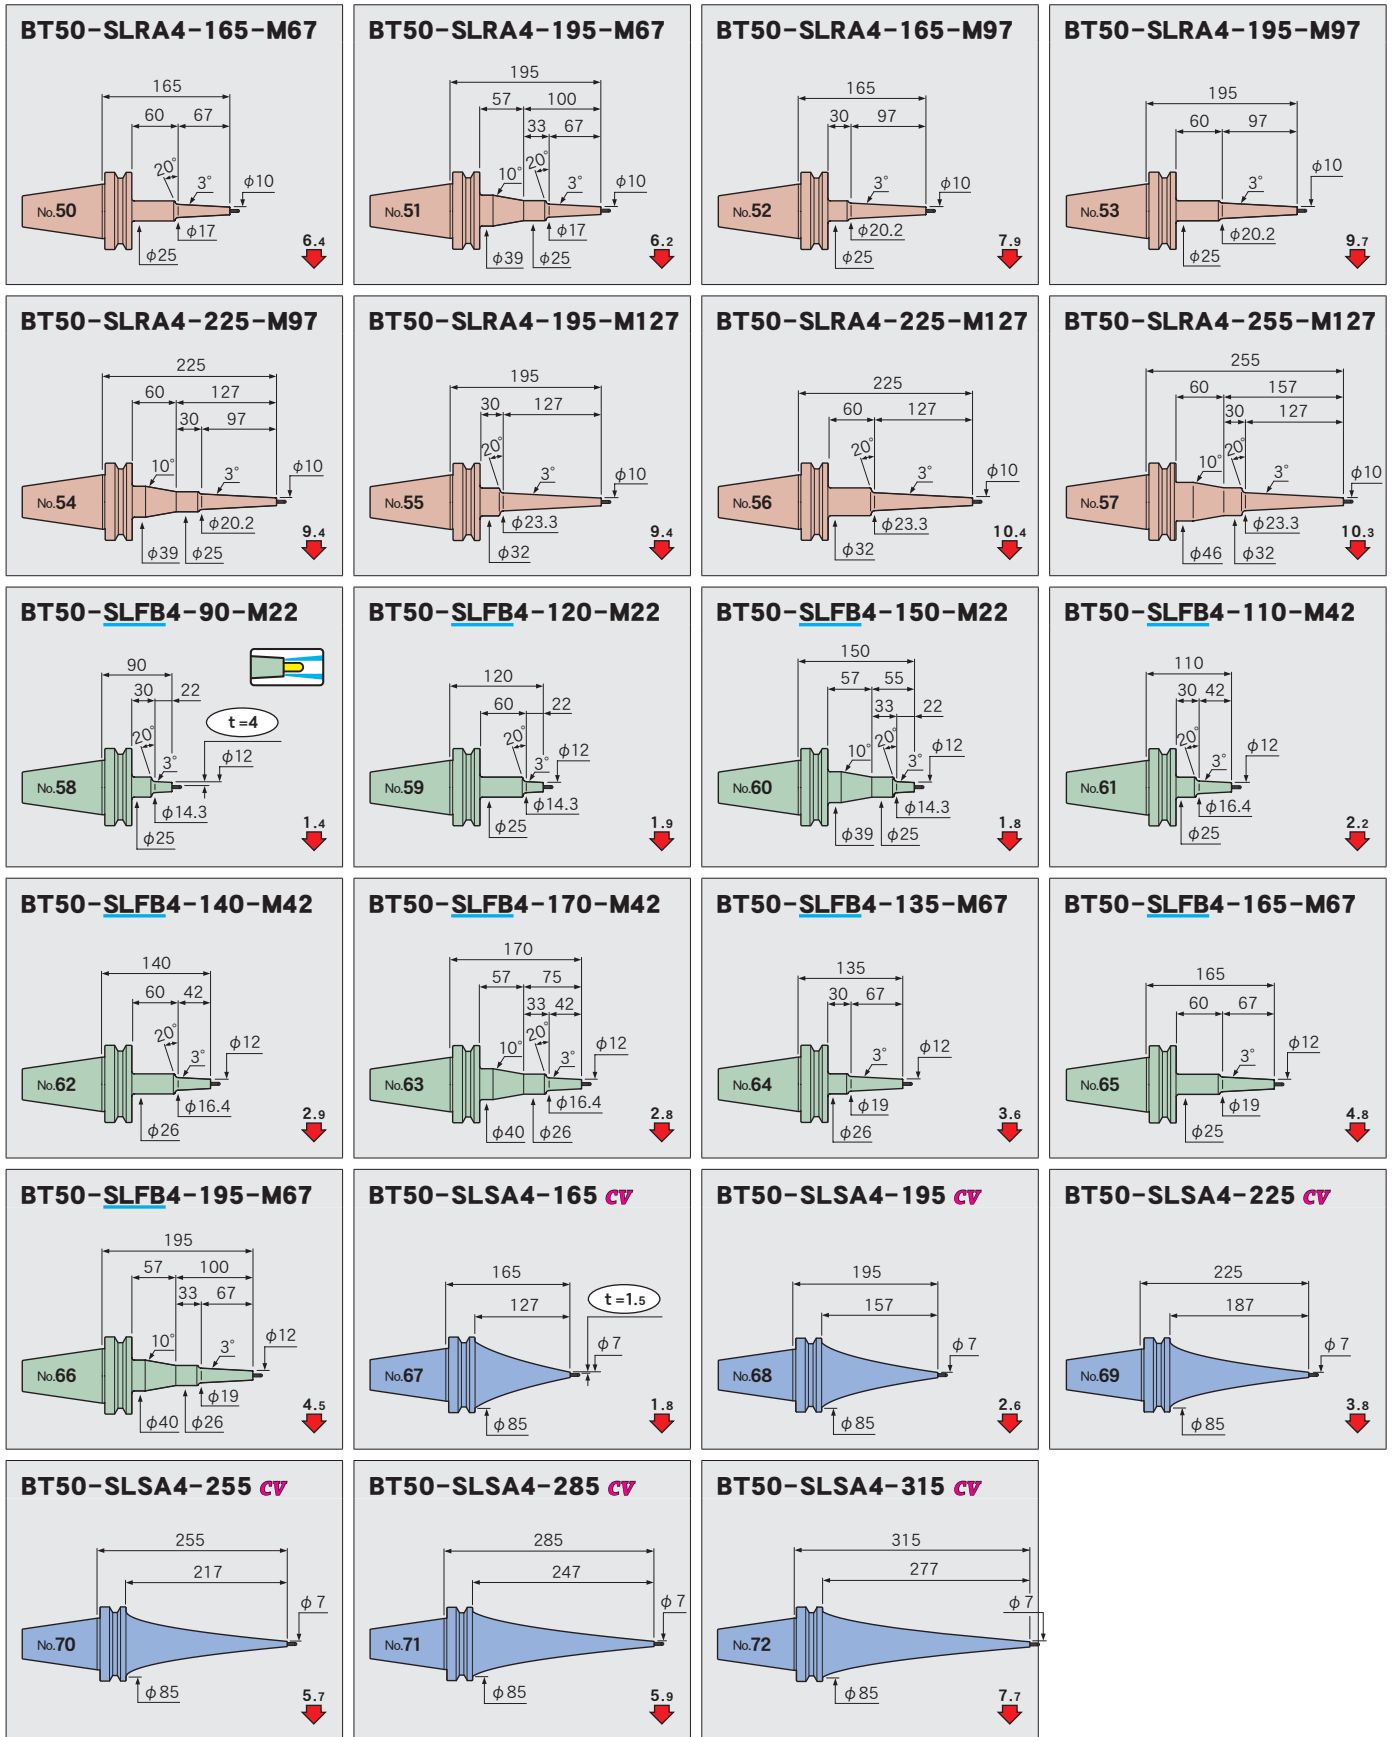 BT50-SLRA4-165-M67
165
60 67
20° 3° φ10
No.50
φ17
φ25
6.4
BT50-SLRA4-195-M67
195
57 100
33 67
20°
10° 3° φ10
No.51
φ17
φ39 φ25
6.2
BT50-SLRA4-165-M97
165
30 97
3° φ10
No.52
φ20.2
φ25
7.9
BT50-SLRA4-195-M97
195
60 97
3° φ10
No.53
φ20.2
φ25
9.7
BT50-SLRA4-225-M97
225
60 127
30 97
10° 3° φ10
No.54
φ20.2
φ39 φ25
9.4
BT50-SLRA4-195-M127
195
30 127
20°
3° φ10
No.55
φ23.3
φ32
9.4
BT50-SLRA4-225-M127
225
60 127
20°
3° φ10
No.56
φ23.3
φ32
10.4
BT50-SLRA4-255-M127
255
60 157
30 127
10° 20°
3° φ10
No.57
φ23.3
φ46 φ32
10.3
BT50-SLFB4-90-M22
90
30 22
t=4
20°
3° φ12
No.58
φ14.3
φ25
1.4
BT50-SLFB4-120-M22
120
60 22
20°
3° φ12
No.59
φ14.3
φ25
1.9
BT50-SLFB4-150-M22
150
57 55
33 22
10° 20° φ12
3°
No.60
φ14.3
φ39 φ25
1.8
BT50-SLFB4-110-M42
110
30 42
20°
3° φ12
No.61
φ16.4
φ25
2.2
BT50-SLFB4-140-M42
140
60 42
20°
3° φ12
No.62
φ16.4
φ26
2.9
BT50-SLFB4-170-M42
170
57 75
33 42
20°
10° 3° φ12
No.63
φ16.4
φ40 φ26
2.8
BT50-SLFB4-135-M67
135
30 67
3° φ12
No.64
φ19
φ26
3.6
BT50-SLFB4-165-M67
165
60 67
3° φ12
No.65
φ19
φ25
4.8
BT50-SLFB4-195-M67
195
57 100
33 67
10° 3° φ12
No.66
φ19
φ40 φ26
4.5
BT50-SLSA4-165 CV
165
127
t=1.5
φ7
No.67
φ85
1.8
BT50-SLSA4-195 CV
195
157
φ7
No.68
φ85
2.6
BT50-SLSA4-225 CV
225
187
φ7
No.69
φ85
3.8
BT50-SLSA4-255 CV
255
217
φ7
No.70
φ85
5.7
BT50-SLSA4-285 CV
285
247
φ7
No.71
φ85
5.9
BT50-SLSA4-315 CV
315
277
φ7
No.72
φ85
7.7